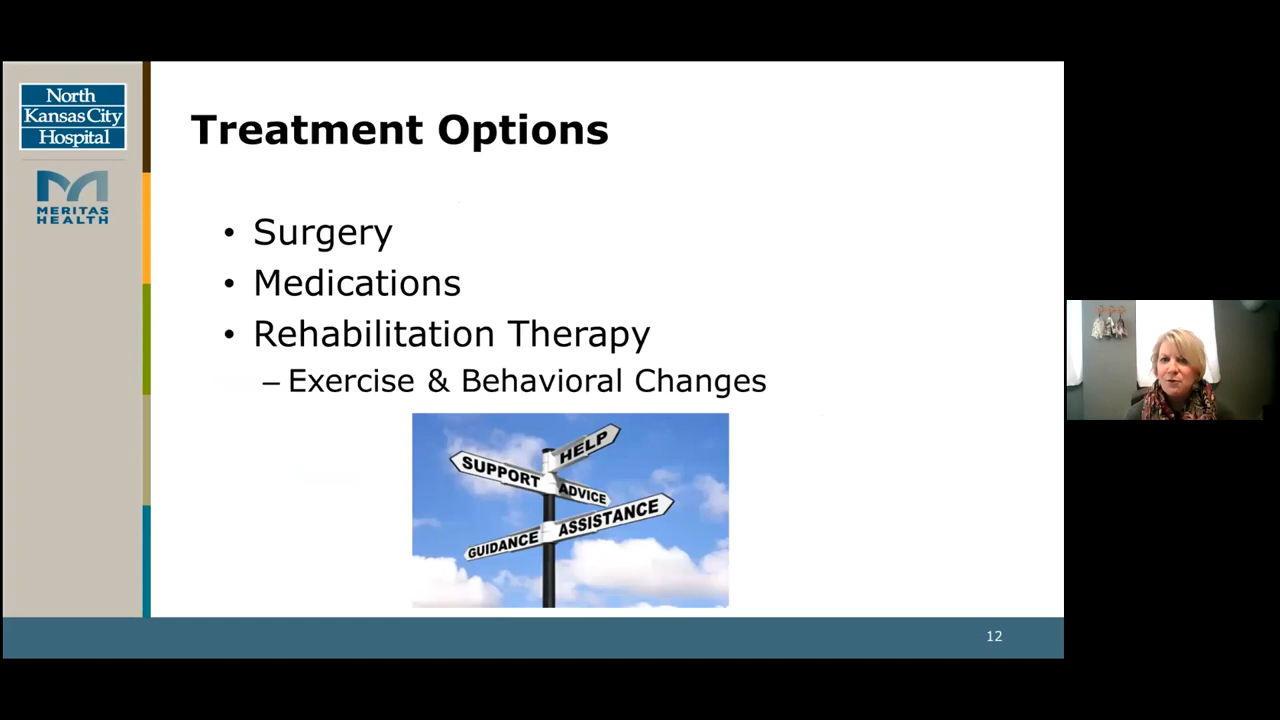 North
Kansas City
Hospital
MERITAS
HEALTH
Treatment Options
• Surgery
• Medications
• Rehabilitation Therapy
– Exercise & Behavioral Changes
HELP
SUPPORT
ADVICE
ASSISTANCE
GUIDANCE
12